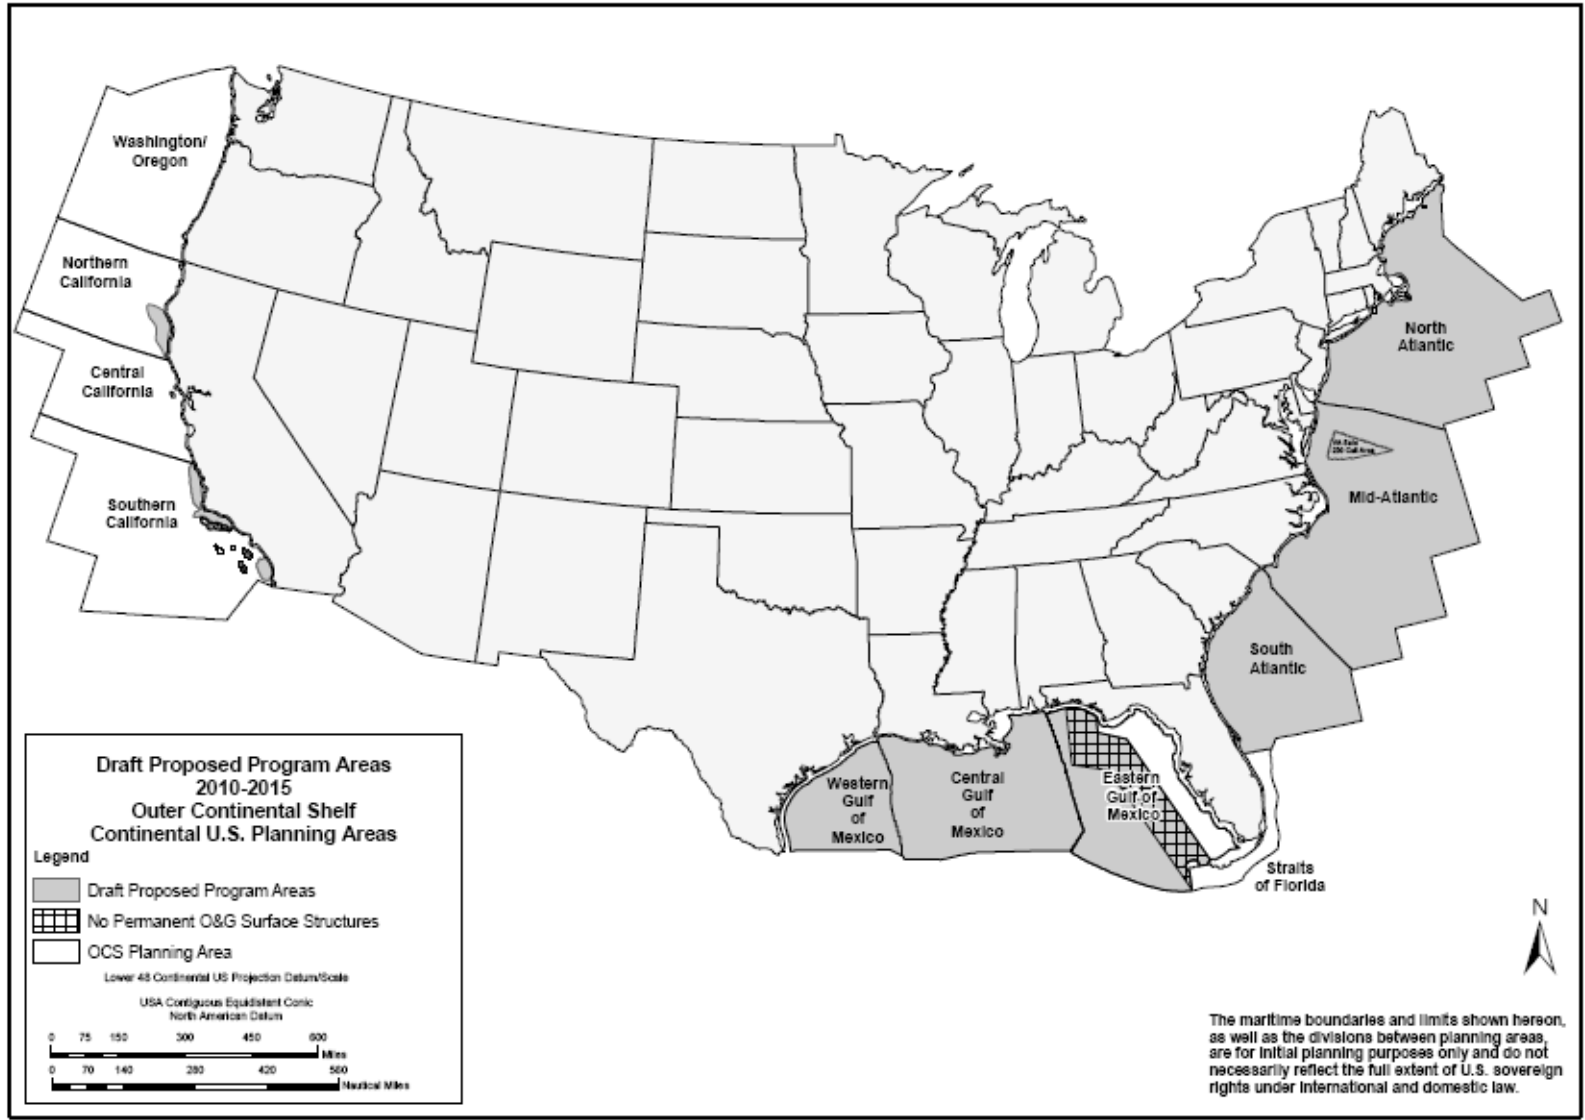 Washington/
Oregon
Northern
California
Central
California
Southern
California
North
Atlantic
Mid-Atlantic
South
Atlantic
Western
Gulf
of
Mexico
Central
Gulf
of
Mexico
Eastern
Gulf of
Mexico
Straits
of Florida
Draft Proposed Program Areas
2010-2015
Outer Continental Shelf
Continental U.S. Planning Areas
Legend
Draft Proposed Program Areas
No Permanent O&G Surface Structures
OCS Planning Area
Lower 48 Continental US Projection Datum/Scale
USA Contiguous Equidistant Conic
North American Datum
0 75 150 300 450 600
Miles
0 70 140 280 420 560
Nautical Miles
N
The maritime boundaries and limits shown hereon,
as well as the divisions between planning areas,
are for initial planning purposes only and do not
necessarily reflect the full extent of U.S. sovereign
rights under international and domestic law.